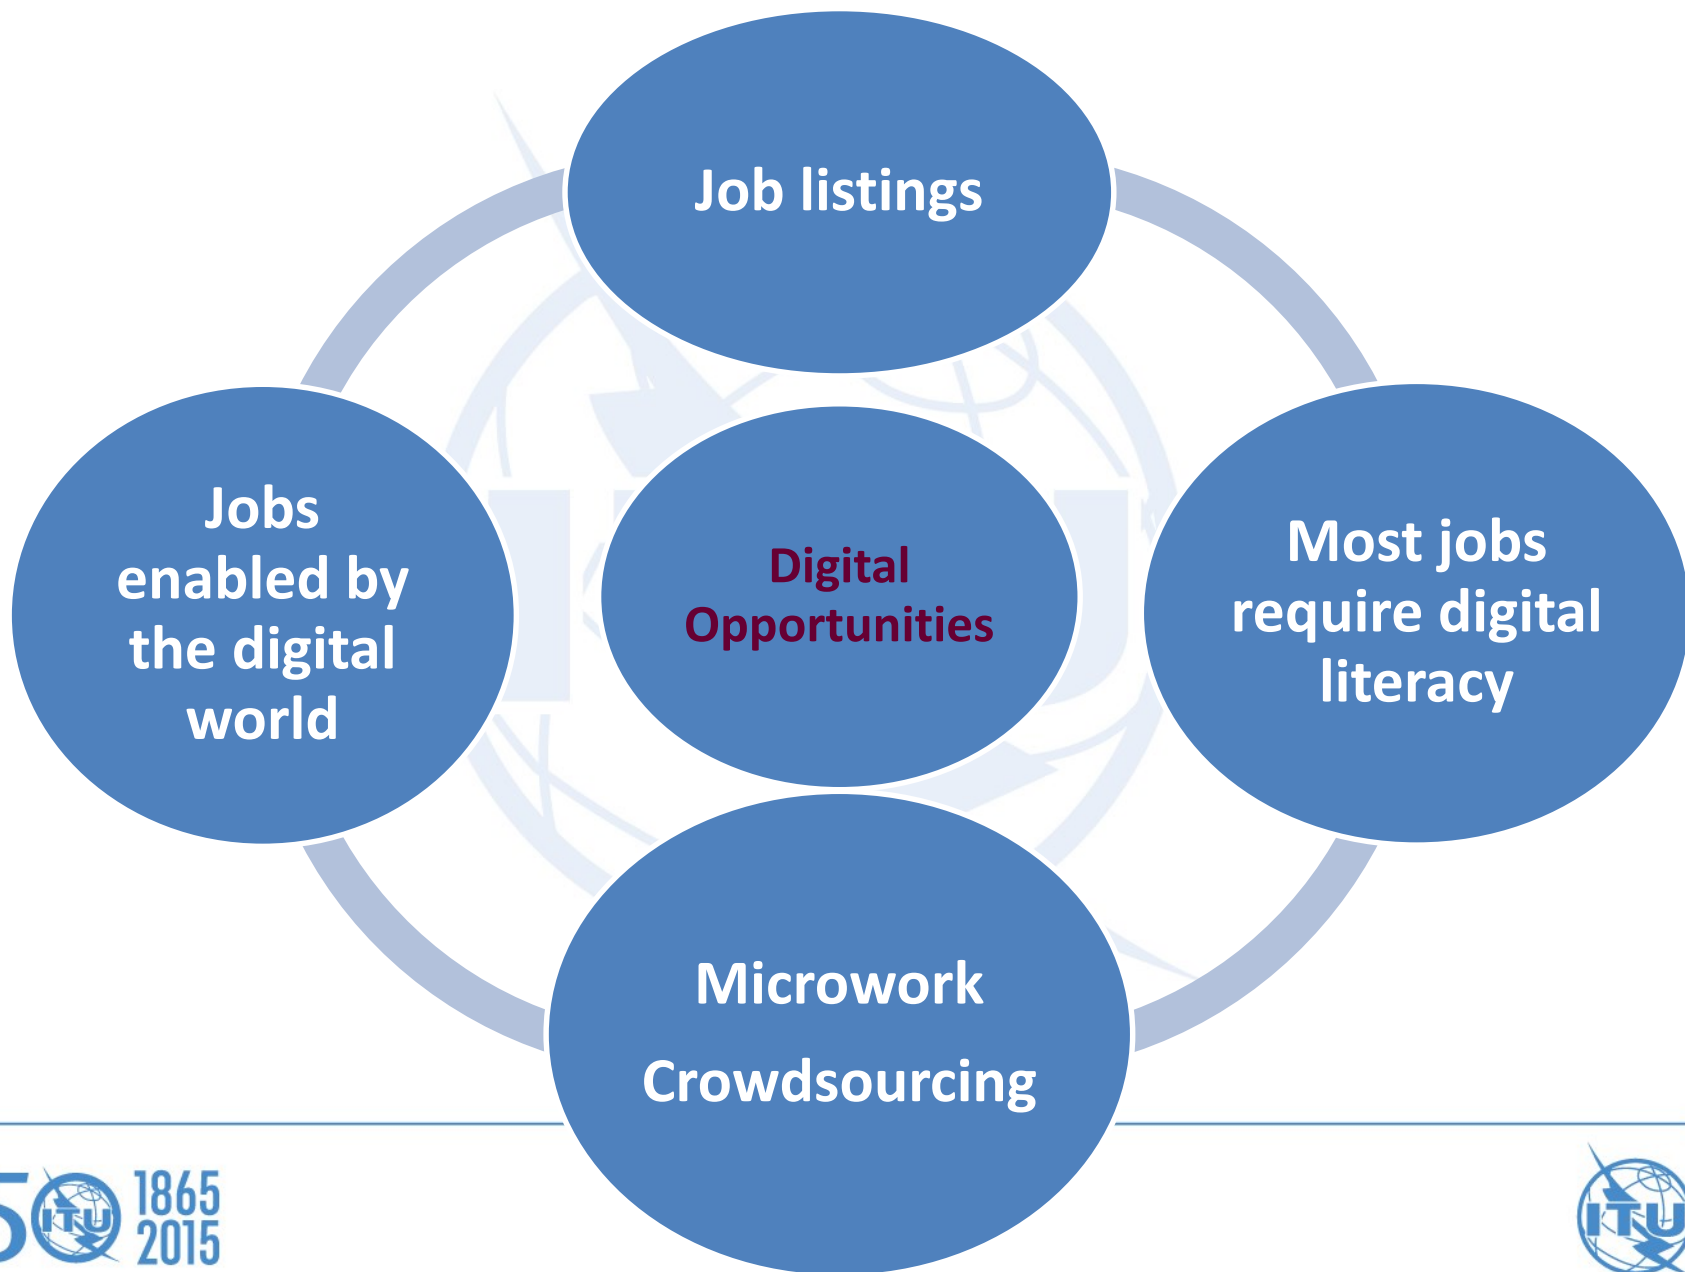 Job listings
Jobs
enabled by
the digital
world
Digital
Opportunities
Most jobs
require digital
literacy
Microwork
Crowdsourcing
5
ITU
1865
2015
ITU